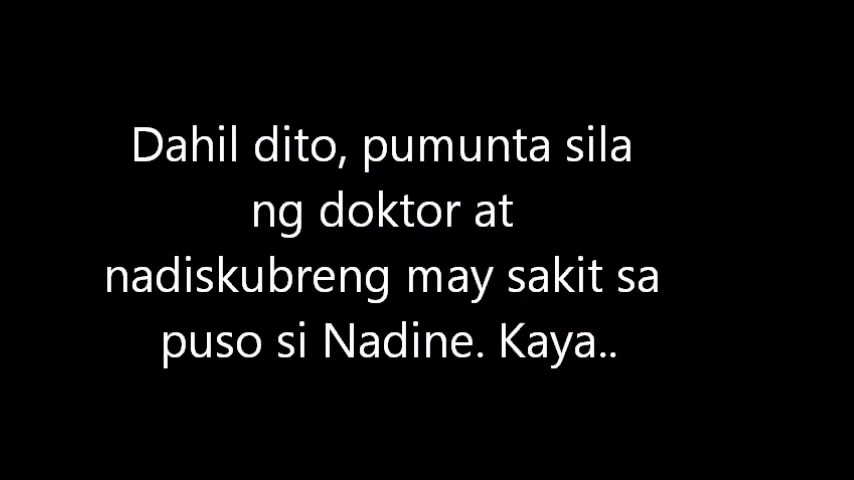 Dahil dito, pumunta sila
ng doktor at
nadiskubreng may sakit sa
puso si Nadine. Kaya..